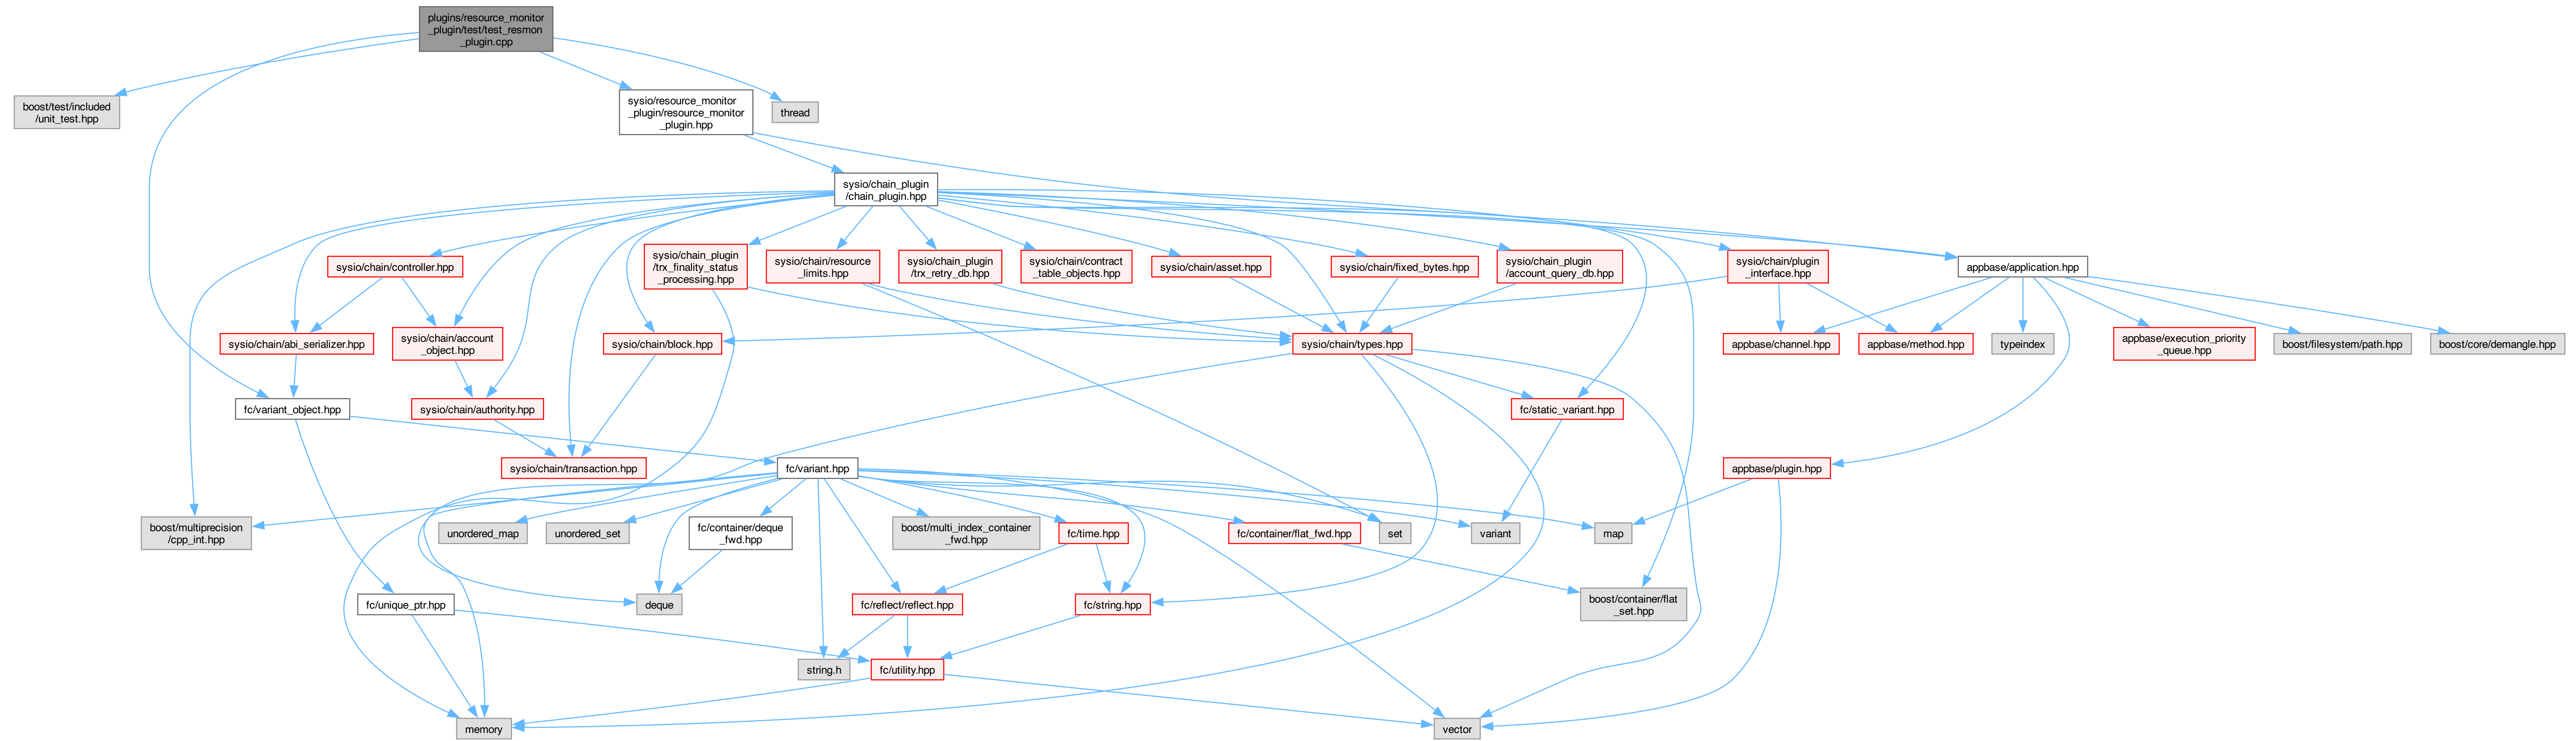 plugins/resource_monitor
_plugin/test/test_resmon
_plugin.cpp
boost/test/included
/unit_test.hpp
sysio/resource_monitor
_plugin/resource_monitor
_plugin.hpp
thread
sysio/chain_plugin
/chain_plugin.hpp
sysio/chain/controller.hpp
sysio/chain_plugin
/trx_finality_status
_processing.hpp
sysio/chain/resource
_limits.hpp
sysio/chain_plugin
/trx_retry_db.hpp
sysio/chain/contract
_table_objects.hpp
sysio/chain/asset.hpp
sysio/chain/fixed_bytes.hpp
sysio/chain_plugin
/account_query_db.hpp
sysio/chain/plugin
_interface.hpp
appbase/application.hpp
sysio/chain/abi_serializer.hpp
sysio/chain/account
_object.hpp
sysio/chain/block.hpp
sysio/chain/types.hpp
appbase/channel.hpp
appbase/method.hpp
typeindex
appbase/execution_priority
_queue.hpp
boost/filesystem/path.hpp
boost/core/demangle.hpp
fc/variant_object.hpp
sysio/chain/authority.hpp
fc/static_variant.hpp
sysio/chain/transaction.hpp
fc/variant.hpp
appbase/plugin.hpp
boost/multiprecision
/cpp_int.hpp
unordered_map
unordered_set
fc/container/deque
_fwd.hpp
boost/multi_index_container
_fwd.hpp
fc/time.hpp
fc/container/flat_fwd.hpp
set
variant
map
fc/unique_ptr.hpp
deque
fc/reflect/reflect.hpp
fc/string.hpp
boost/container/flat
_set.hpp
string.h
fc/utility.hpp
memory
vector